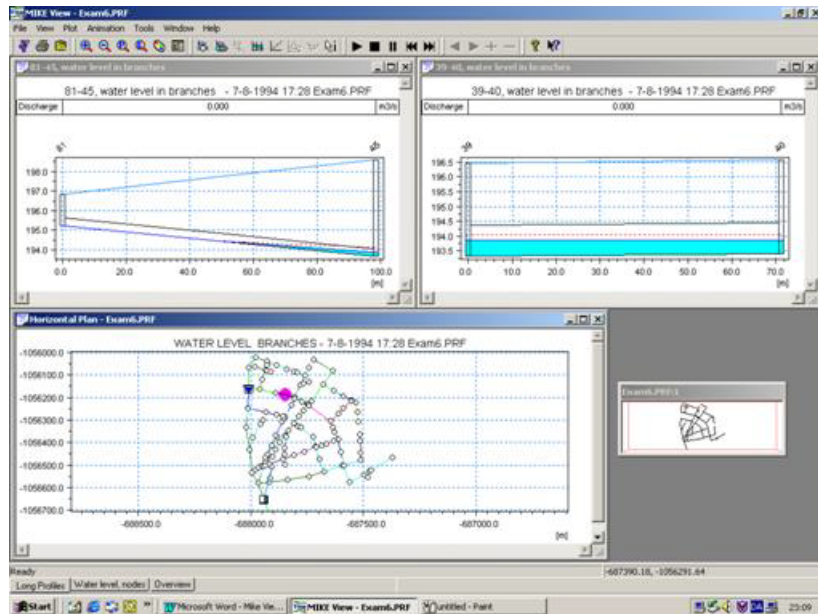 MIKE View - Exam6.PRF
File View Plot Animation Tools Window Help
81-45, water level in branches
81-45, water level in branches - 7-8-1994 17:28 Exam6.PRF
Discharge 0.000 m3/s
81 45
198.0
197.0
196.0
195.0
194.0
0.0 20.0 40.0 60.0 80.0 100.0
[m]
39-40, water level in branches
39-40, water level in branches - 7-8-1994 17:28 Exam6.PRF
Discharge 0.000 m3/s
39 40
196.5
196.0
195.5
195.0
194.5
194.0
193.5
0.0 10.0 20.0 30.0 40.0 50.0 60.0 70.0
[m]
Horizontal Plan - Exam6.PRF
WATER LEVEL BRANCHES - 7-8-1994 17:28 Exam6.PRF
-1056000.0
-1056100.0
-1056200.0
-1056300.0
-1056400.0
-1056500.0
-1056600.0
-1056700.0
-688500.0 -688000.0 -687500.0 -687000.0
[m]
Exam6.PRF:1
Ready
-687390.18, -1056291.64
Long Profiles Water level, nodes Overview
Start
Microsoft Word - Mike Vie...
MIKE View - Exam6.PRF
untitled - Paint
23:09